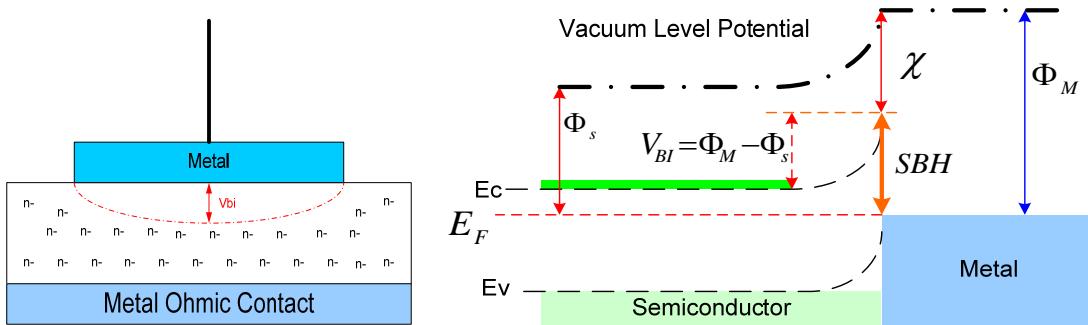 Metal
Vbi
n- n- n- n-
n- n- n- n- n- n- n- n- n-
n- n- n- n- n- n- n- n- n- n-
Metal Ohmic Contact
Vacuum Level Potential
χ
Φ_M
Φ_s
V_BI = Φ_M − Φ_s
SBH
Ec
E_F
Ev
Metal
Semiconductor